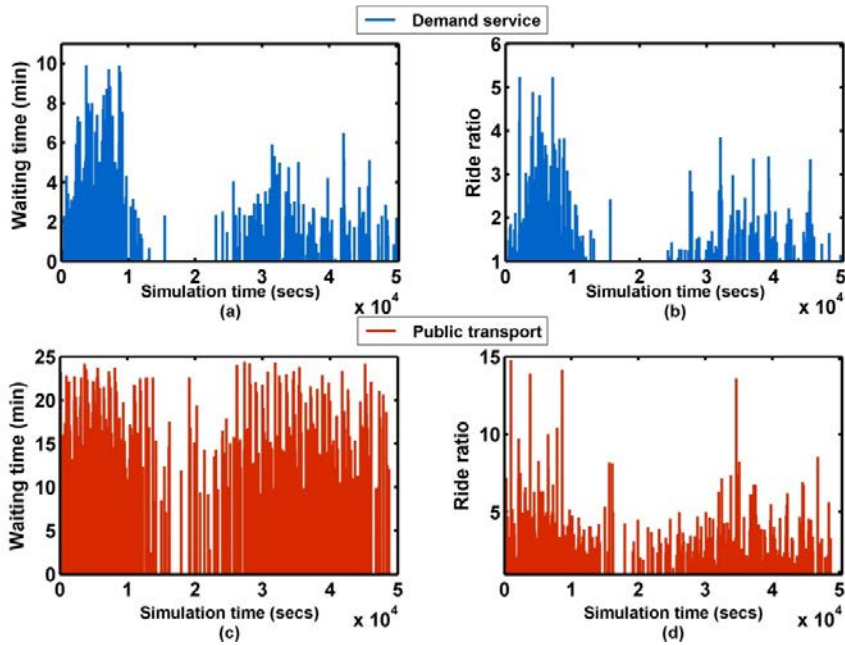 Demand service
Waiting time (min)
10
8
6
4
2
0
0 1 2 3 4 5
Simulation time (secs)
x 10^4
(a)
Ride ratio
6
5
4
3
2
1
0 1 2 3 4 5
Simulation time (secs)
x 10^4
(b)
Public transport
Waiting time (min)
25
20
15
10
5
0
0 1 2 3 4 5
Simulation time (secs)
x 10^4
(c)
Ride ratio
15
10
5
0 1 2 3 4 5
Simulation time (secs)
x 10^4
(d)